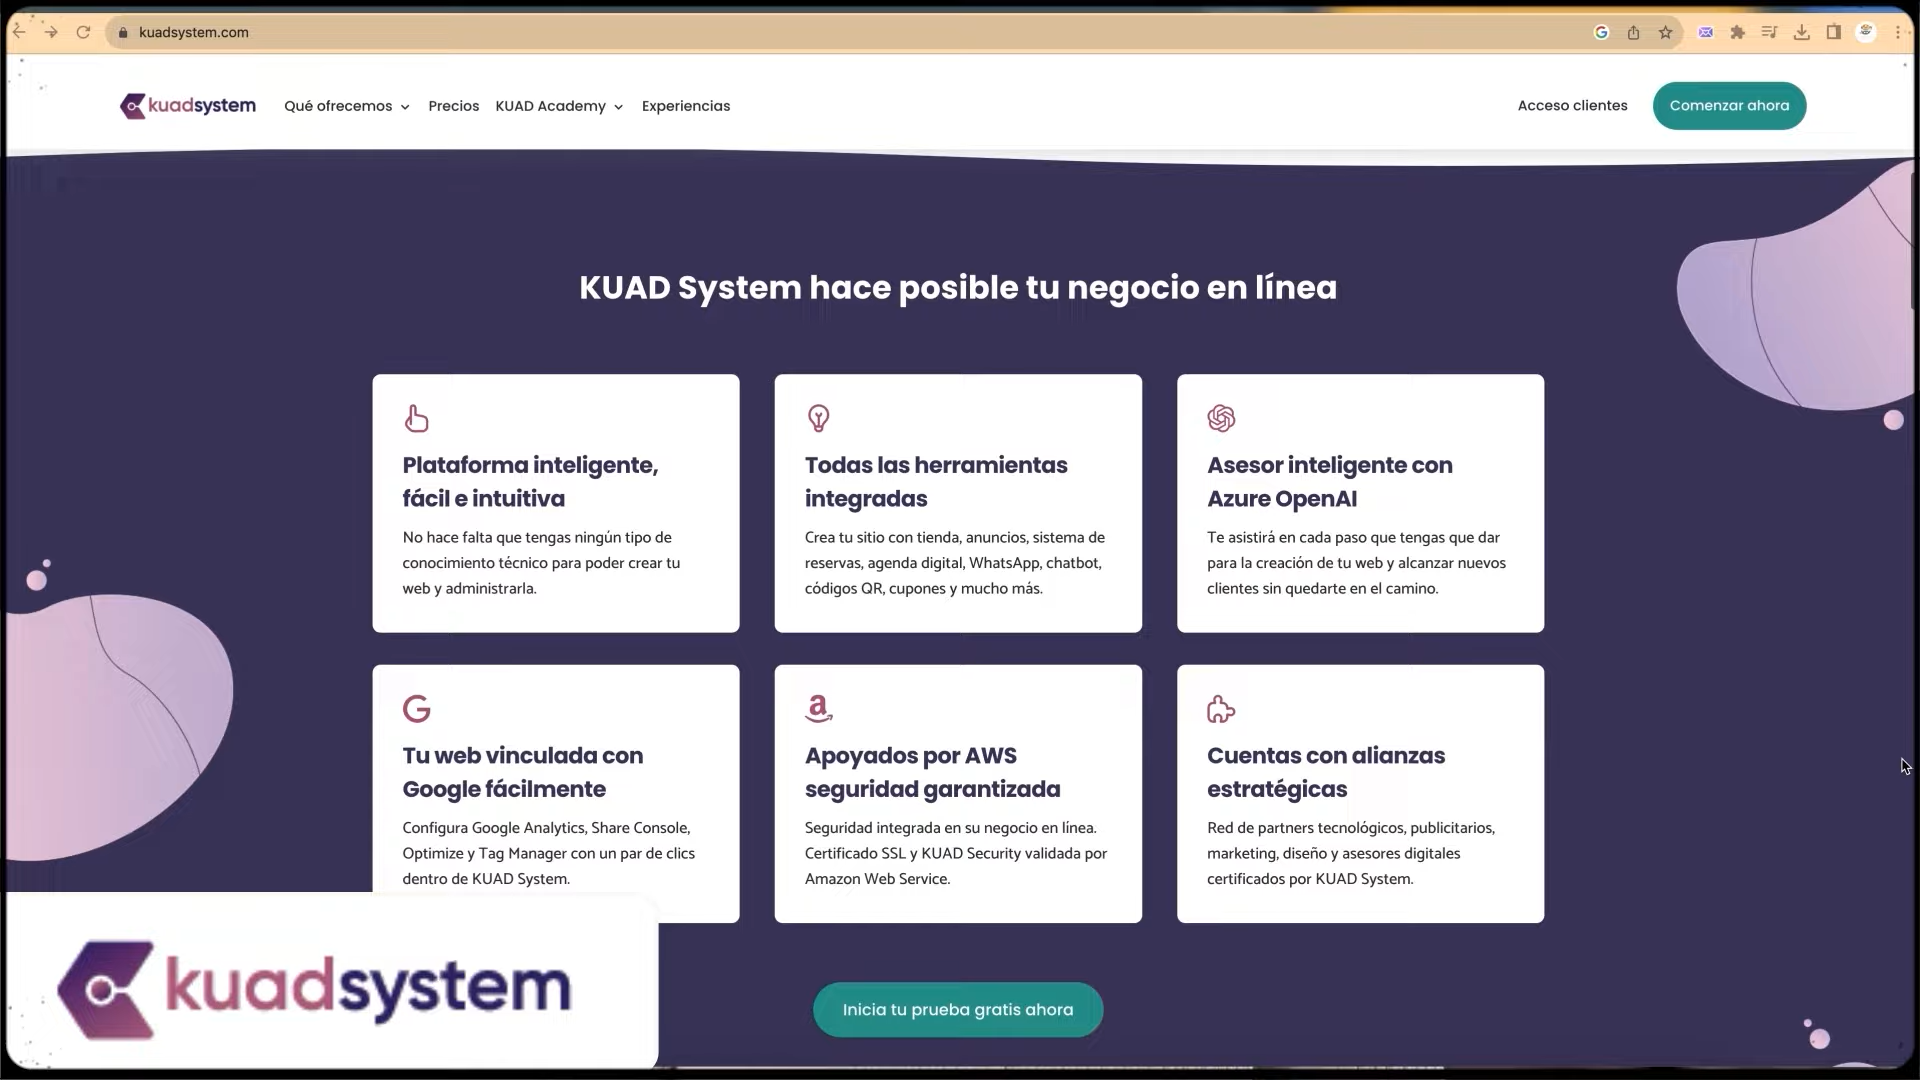 kuadsystem.com
kuadsystem
Qué ofrecemos
Precios
KUAD Academy
Experiencias
Acceso clientes
Comenzar ahora
KUAD System hace posible tu negocio en línea
Plataforma inteligente,
fácil e intuitiva
No hace falta que tengas ningún tipo de
conocimiento técnico para poder crear tu
web y administrarla.
Todas las herramientas
integradas
Crea tu sitio con tienda, anuncios, sistema de
reservas, agenda digital, WhatsApp, chatbot,
códigos QR, cupones y mucho más.
Asesor inteligente con
Azure OpenAI
Te asistirá en cada paso que tengas que dar
para la creación de tu web y alcanzar nuevos
clientes sin quedarte en el camino.
Tu web vinculada con
Google fácilmente
Configura Google Analytics, Share Console,
Optimize y Tag Manager con un par de clics
dentro de KUAD System.
Apoyados por AWS
seguridad garantizada
Seguridad integrada en su negocio en línea.
Certificado SSL y KUAD Security validada por
Amazon Web Service.
Cuentas con alianzas
estratégicas
Red de partners tecnológicos, publicitarios,
marketing, diseño y asesores digitales
certificados por KUAD System.
kuadsystem
Inicia tu prueba gratis ahora